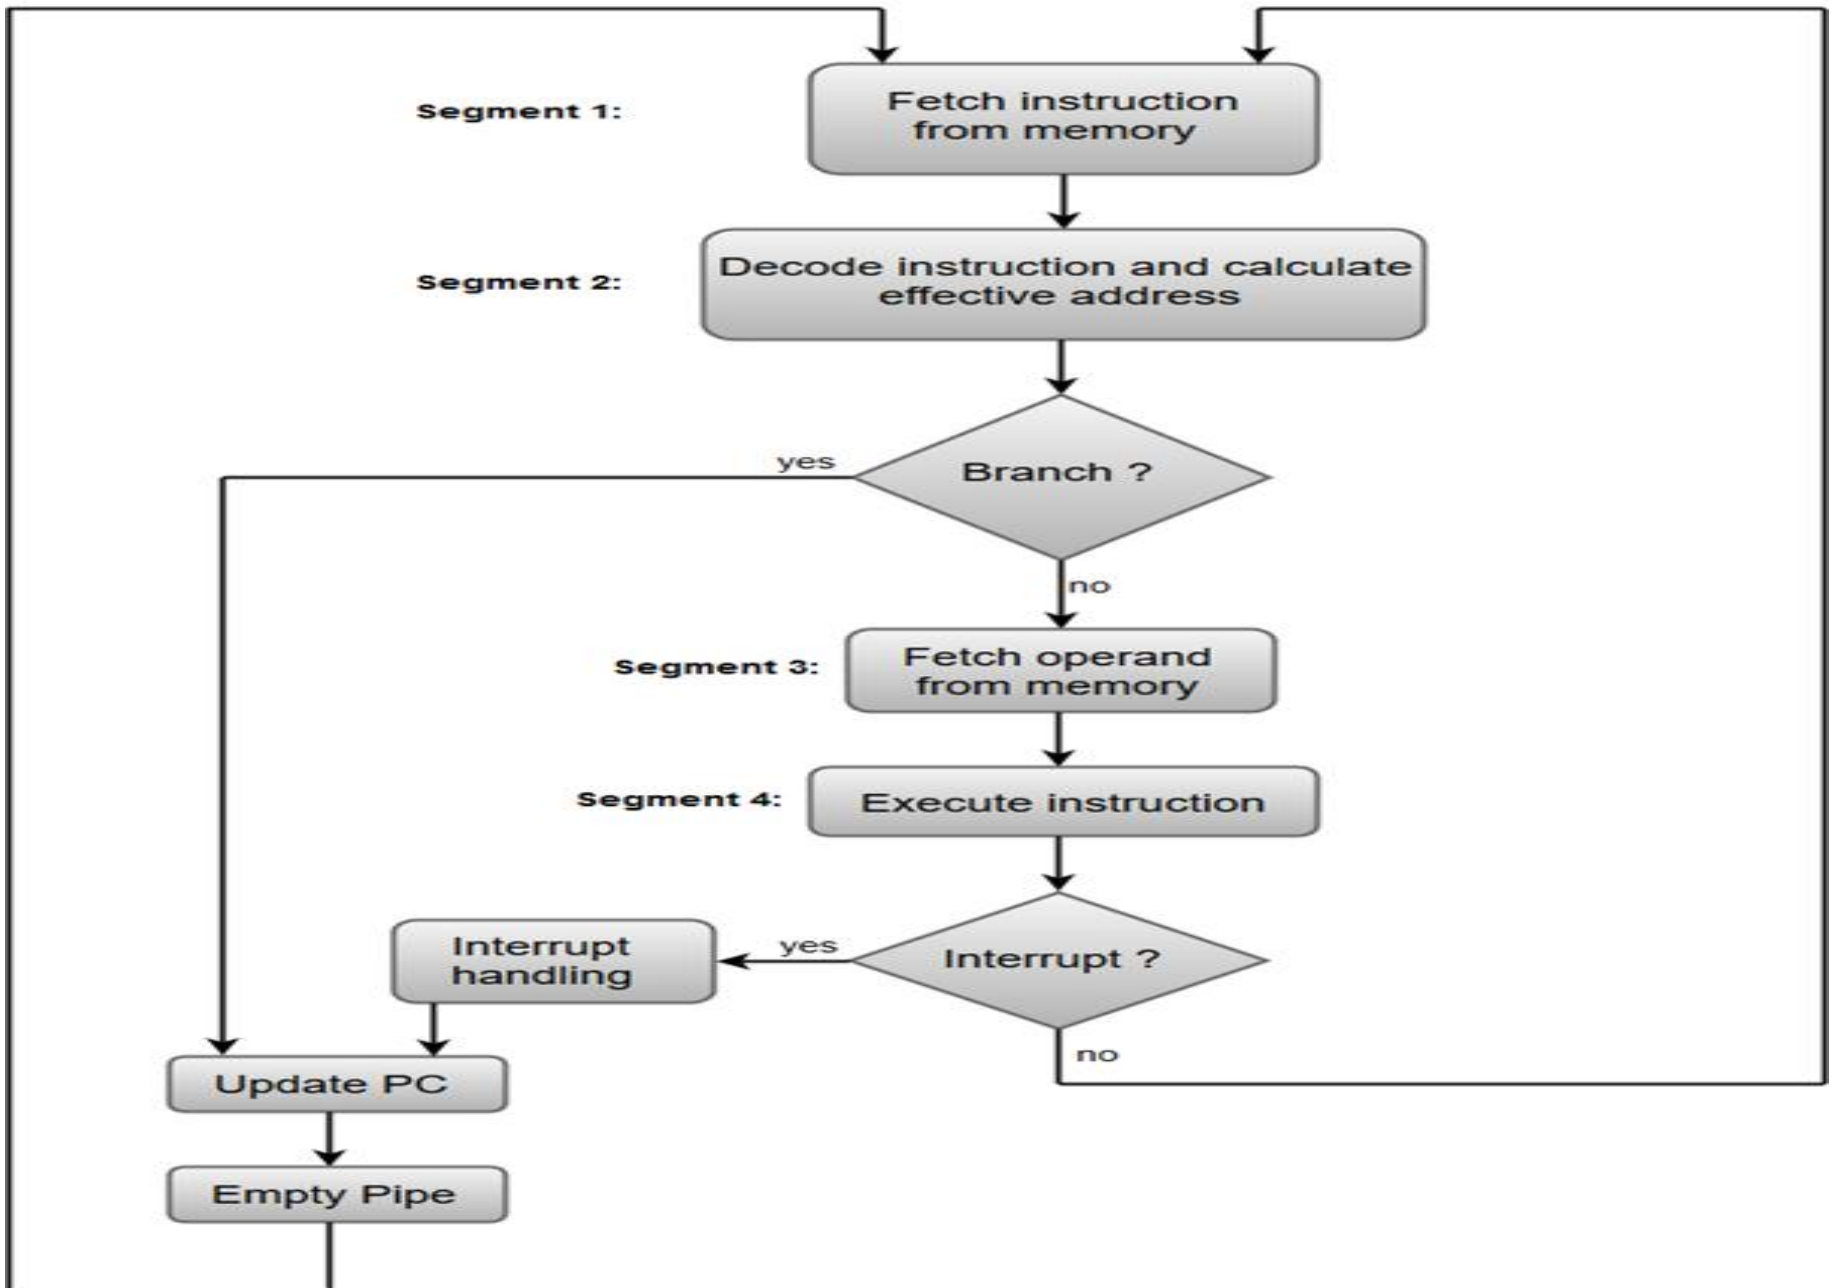 Segment 1:
Fetch instruction
from memory
Segment 2:
Decode instruction and calculate
effective address
yes
Branch ?
no
Segment 3:
Fetch operand
from memory
Segment 4:
Execute instruction
Interrupt
handling
yes
Interrupt ?
no
Update PC
Empty Pipe